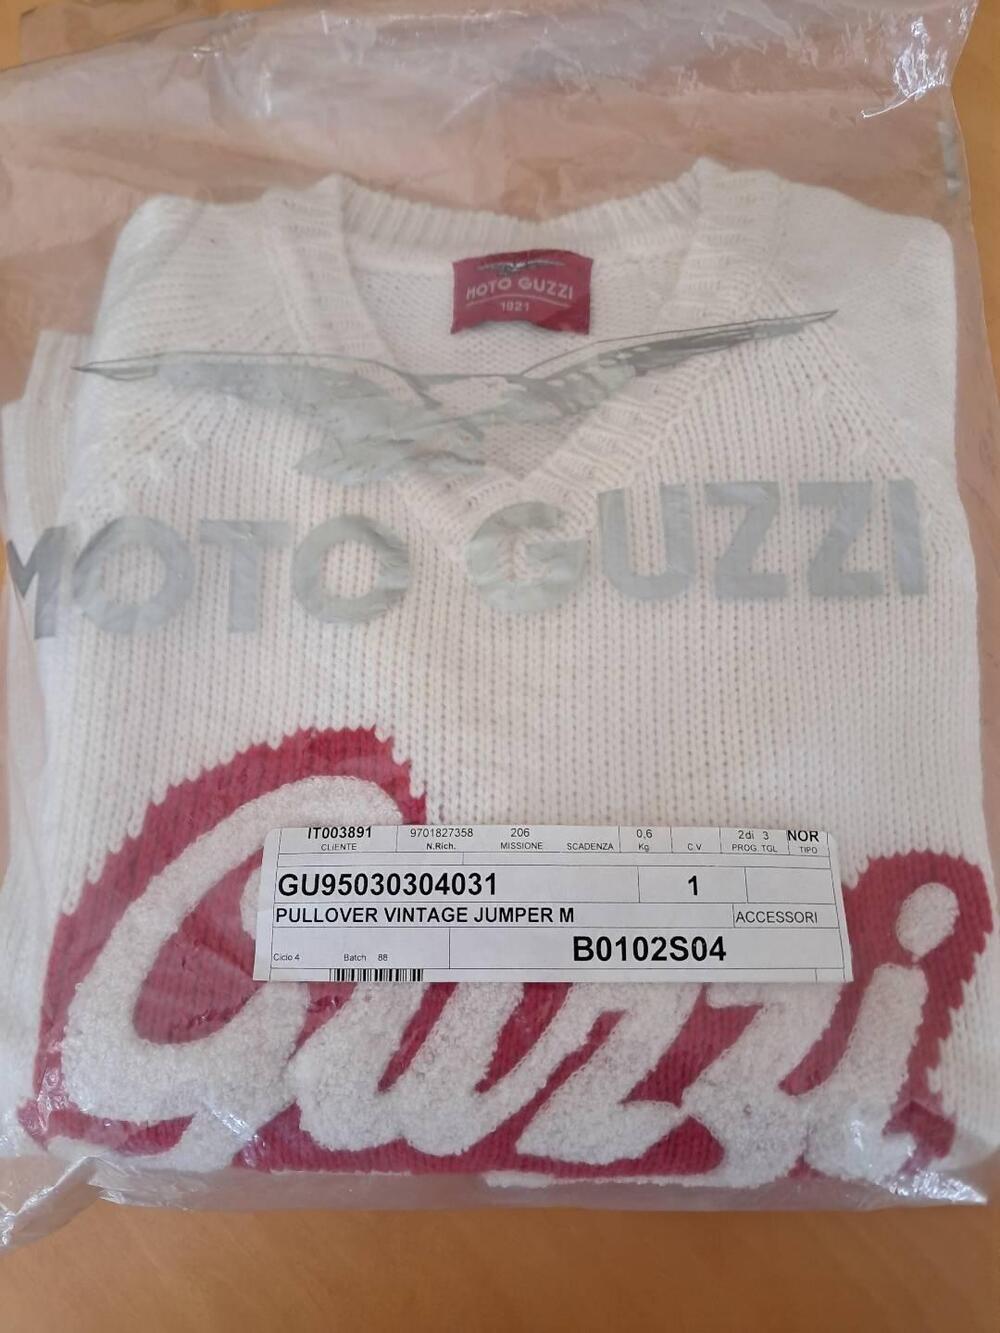 MOTO GUZZI
1921
MOTO GUZZI
IT003891 9701827358 206 0,6 2di 3 NOR
CLIENTE N.Rich. MISSIONE SCADENZA Kg C.V PROG. TGL TIPO
GU95030304031 1
PULLOVER VINTAGE JUMPER M ACCESSORI
B0102S04
Ciclo 4 Batch 88
Guzzi